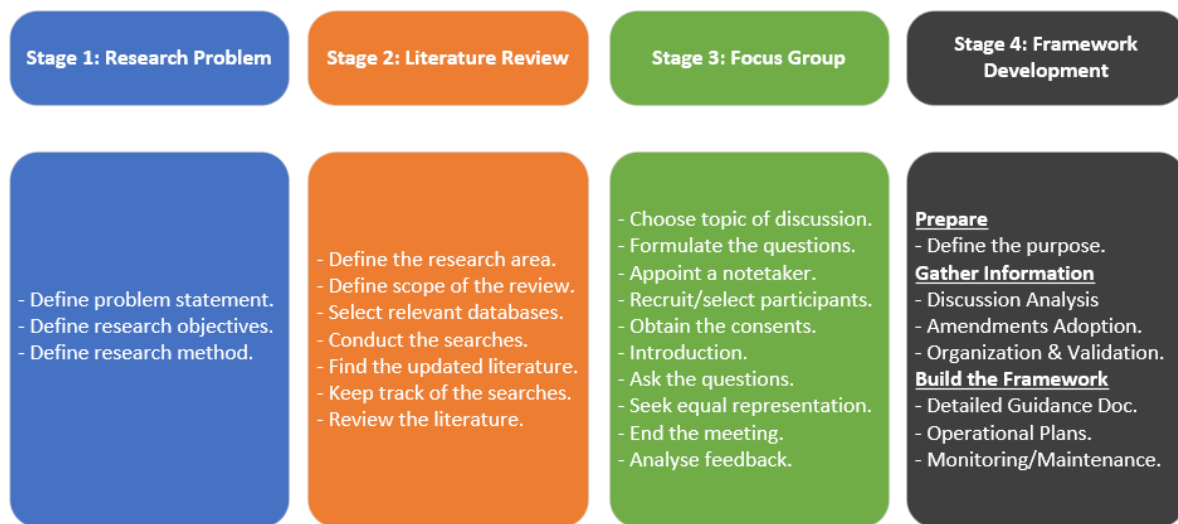 Stage 1: Research Problem
Stage 2: Literature Review
Stage 3: Focus Group
Stage 4: Framework
Development
- Define problem statement.
- Define research objectives.
- Define research method.
- Define the research area.
- Define scope of the review.
- Select relevant databases.
- Conduct the searches.
- Find the updated literature.
- Keep track of the searches.
- Review the literature.
- Choose topic of discussion.
- Formulate the questions.
- Appoint a notetaker.
- Recruit/select participants.
- Obtain the consents.
- Introduction.
- Ask the questions.
- Seek equal representation.
- End the meeting.
- Analyse feedback.
Prepare
- Define the purpose.
Gather Information
- Discussion Analysis
- Amendments Adoption.
- Organization & Validation.
Build the Framework
- Detailed Guidance Doc.
- Operational Plans.
- Monitoring/Maintenance.